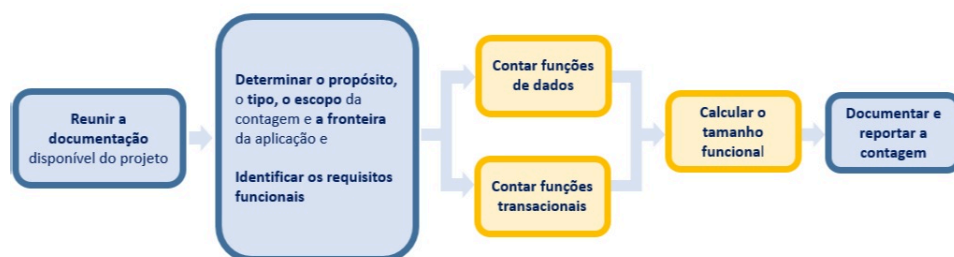 Reunir a
documentação
disponível do projeto
Determinar o propósito,
o tipo, o escopo da
contagem e a fronteira
da aplicação e
Identificar os requisitos
funcionais
Contar funções
de dados
Contar funções
transacionais
Calcular o
tamanho
funcional
Documentar e
reportar a
contagem